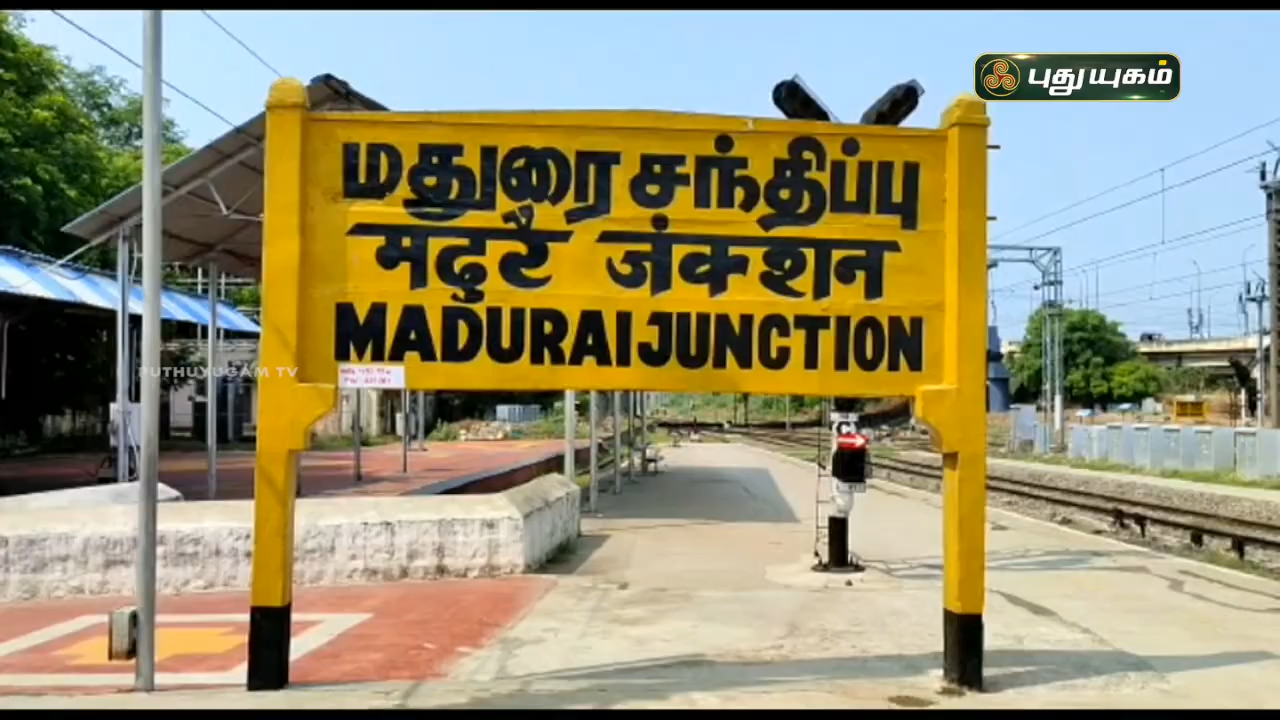 புதுயுகம்
மதுரை சந்திப்பு
मदुरै जंक्शन
MADURAI JUNCTION
PUTHUYUGAM TV